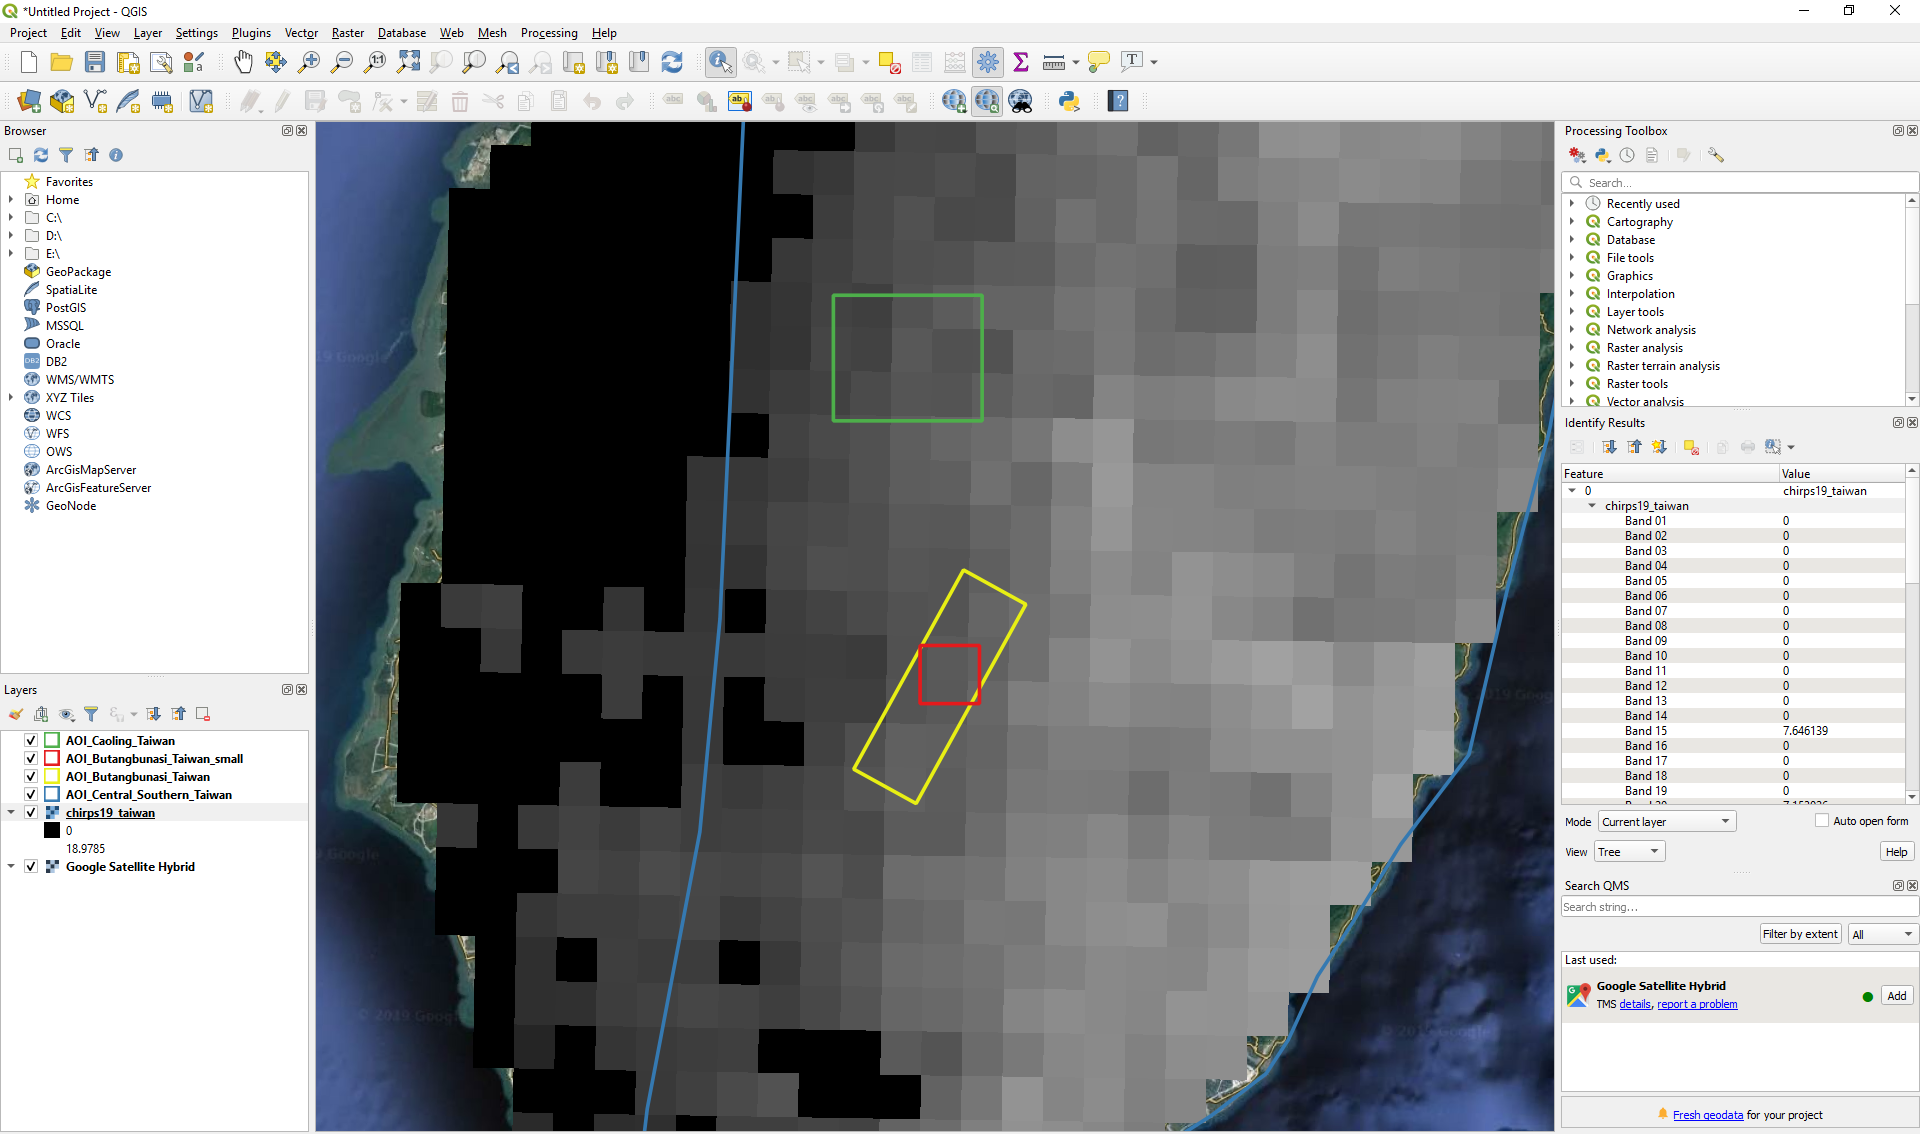 *Untitled Project - QGIS
Project Edit View Layer Settings Plugins Vector Raster Database Web Mesh Processing Help
Browser
Favorites
Home
C:\
D:\
E:\
GeoPackage
SpatiaLite
PostGIS
MSSQL
Oracle
DB2
WMS/WMTS
XYZ Tiles
WCS
WFS
OWS
ArcGisMapServer
ArcGisFeatureServer
GeoNode
Layers
AOI_Caoling_Taiwan
AOI_Butangbunasi_Taiwan_small
AOI_Butangbunasi_Taiwan
AOI_Central_Southern_Taiwan
chirps19_taiwan
0
18.9785
Google Satellite Hybrid
© 2019 Google
Processing Toolbox
Search...
Recently used
Cartography
Database
File tools
Graphics
Interpolation
Layer tools
Network analysis
Raster analysis
Raster terrain analysis
Raster tools
Vector analysis
Identify Results
Feature Value
0 chirps19_taiwan
chirps19_taiwan
Band 01 0
Band 02 0
Band 03 0
Band 04 0
Band 05 0
Band 06 0
Band 07 0
Band 08 0
Band 09 0
Band 10 0
Band 11 0
Band 12 0
Band 13 0
Band 14 0
Band 15 7.646139
Band 16 0
Band 17 0
Band 18 0
Band 19 0
Mode Current layer Auto open form
View Tree Help
Search QMS
Search string...
Filter by extent All
Last used:
Google Satellite Hybrid
TMS details, report a problem Add
Fresh geodata for your project